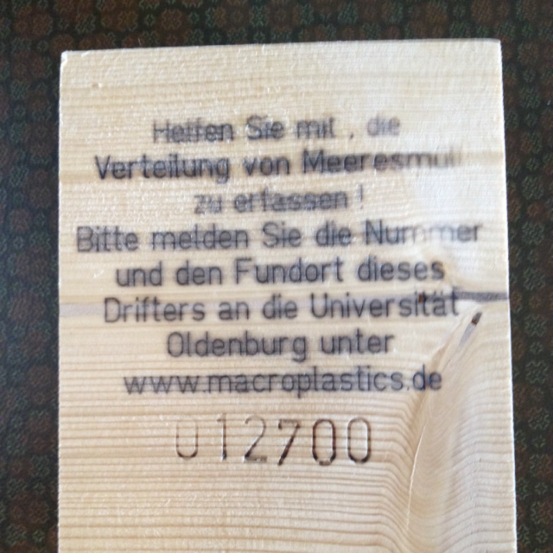 Helfen Sie mit, die
Verteilung von Meeresmüll
zu erfassen !
Bitte melden Sie die Nummer
und den Fundort dieses
Drifters an die Universität
Oldenburg unter
www.macroplastics.de
012700